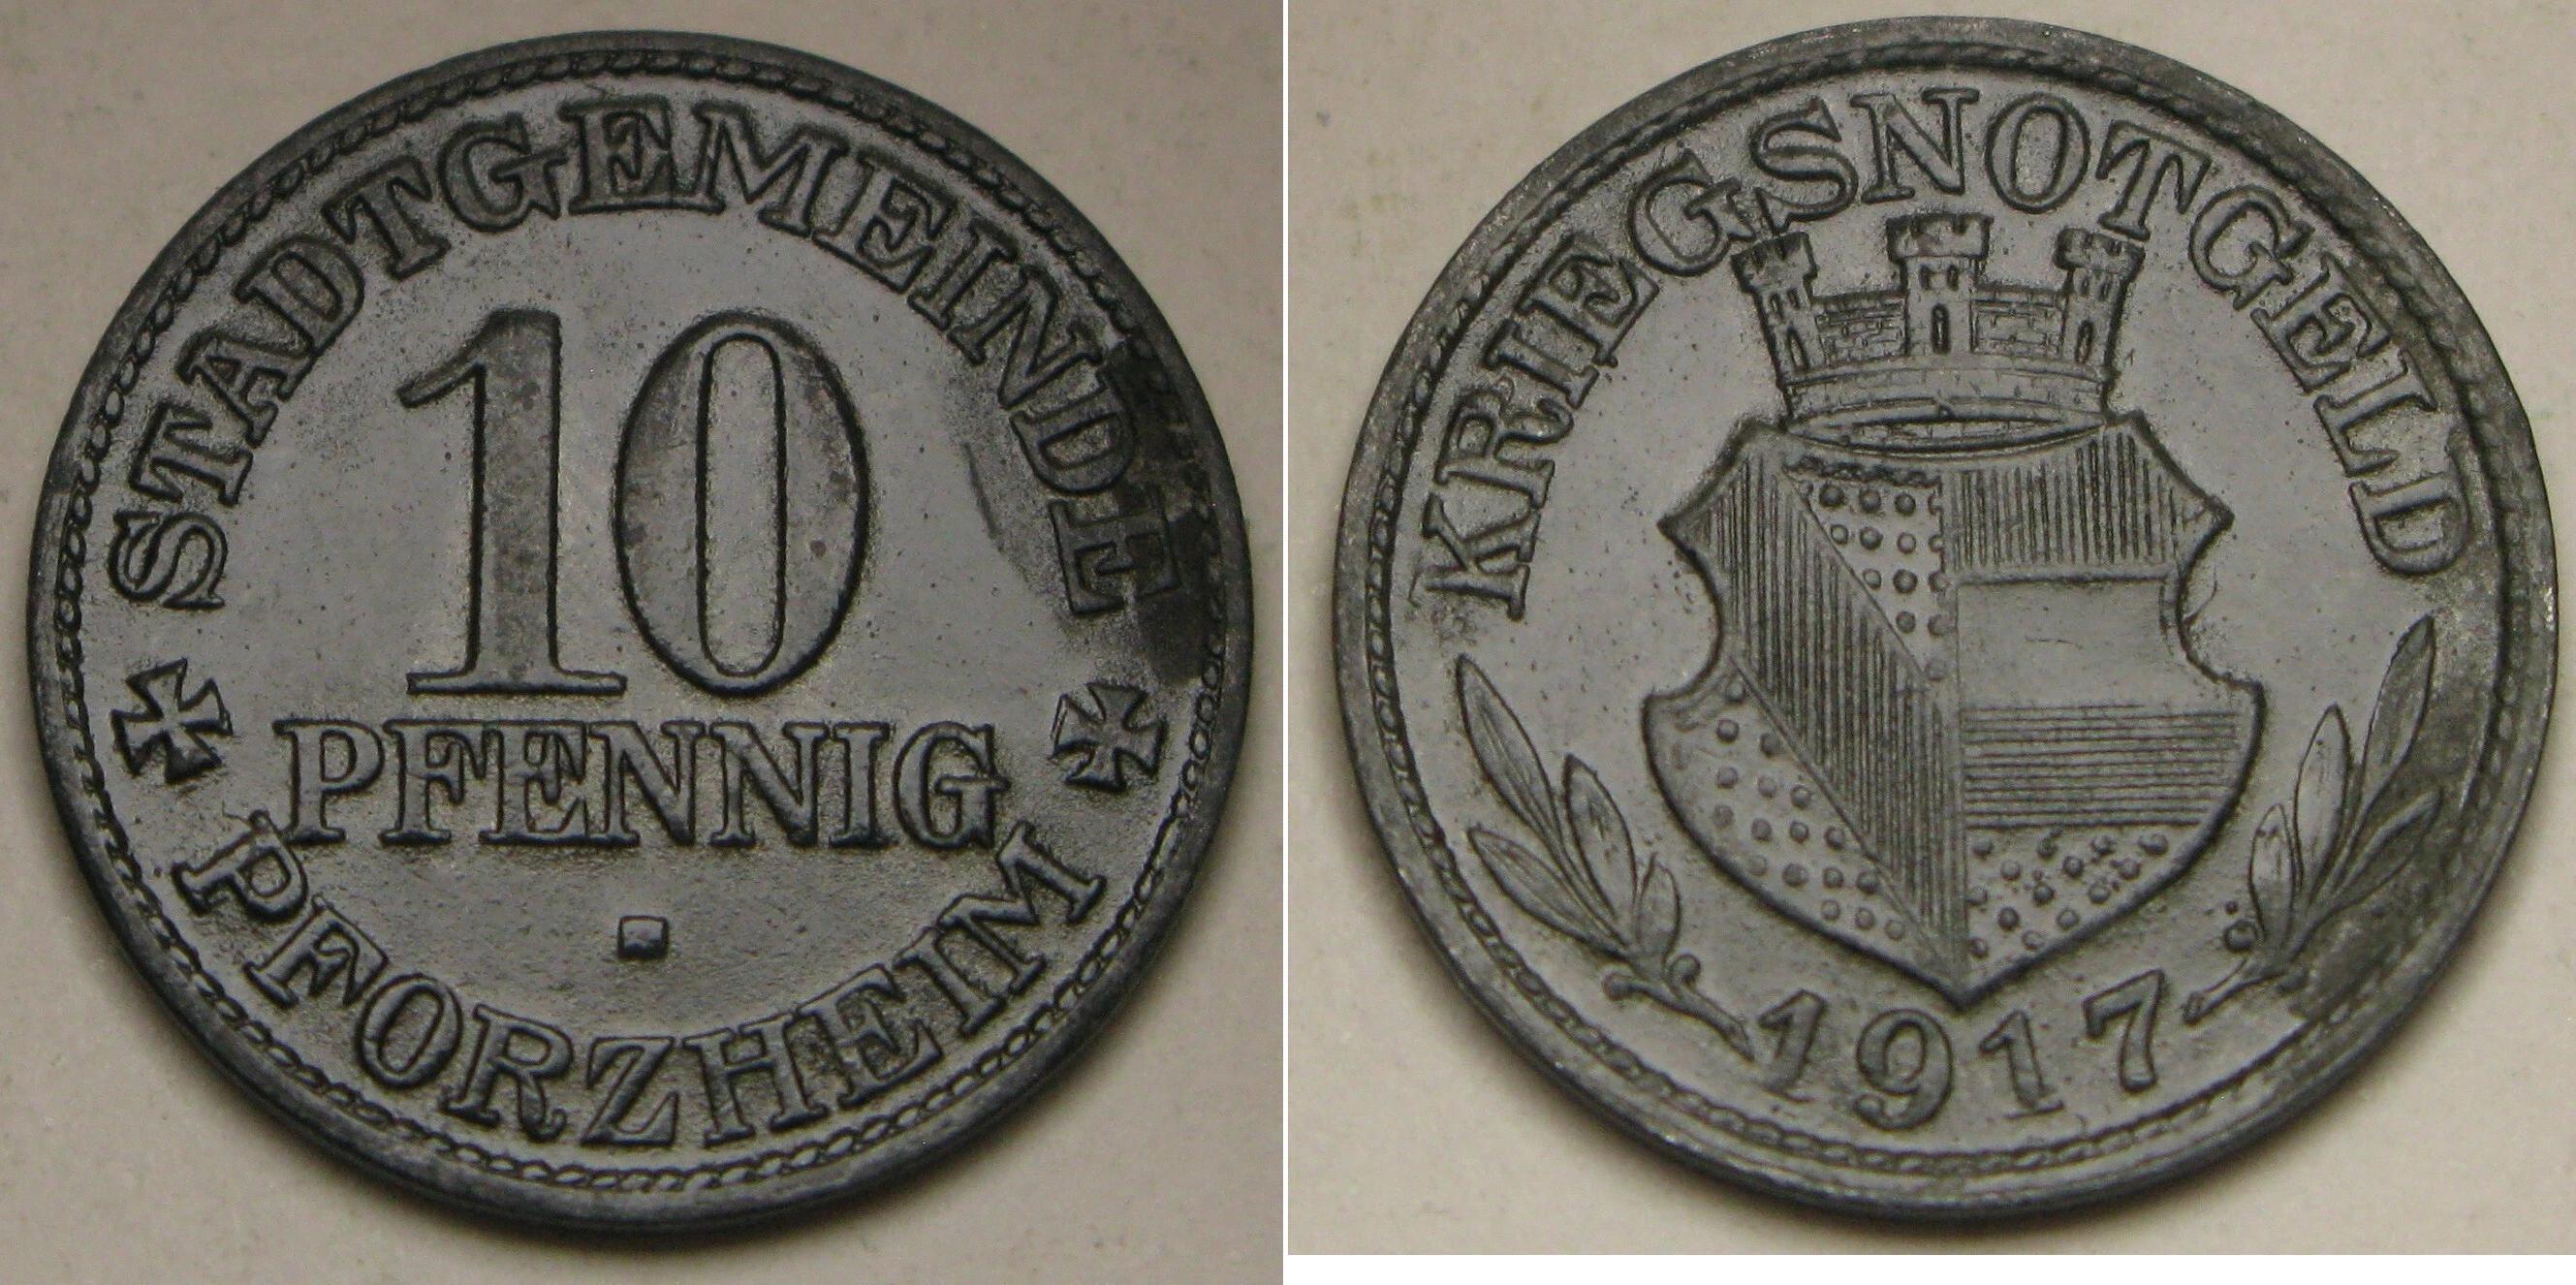 STADTGEMEINDE
10
PFENNIG
PFORZHEIM
KRIEGSNOTGELD
1917